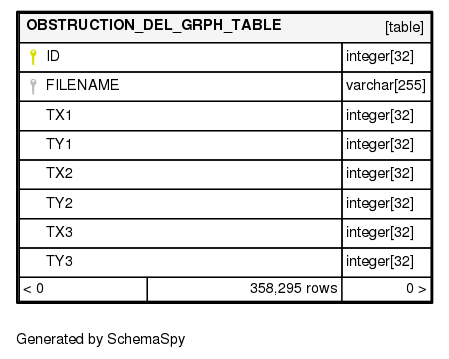 OBSTRUCTION_DEL_GRPH_TABLE [table]
ID integer[32]
FILENAME varchar[255]
TX1 integer[32]
TY1 integer[32]
TX2 integer[32]
TY2 integer[32]
TX3 integer[32]
TY3 integer[32]
< 0 358,295 rows 0 >
Generated by SchemaSpy